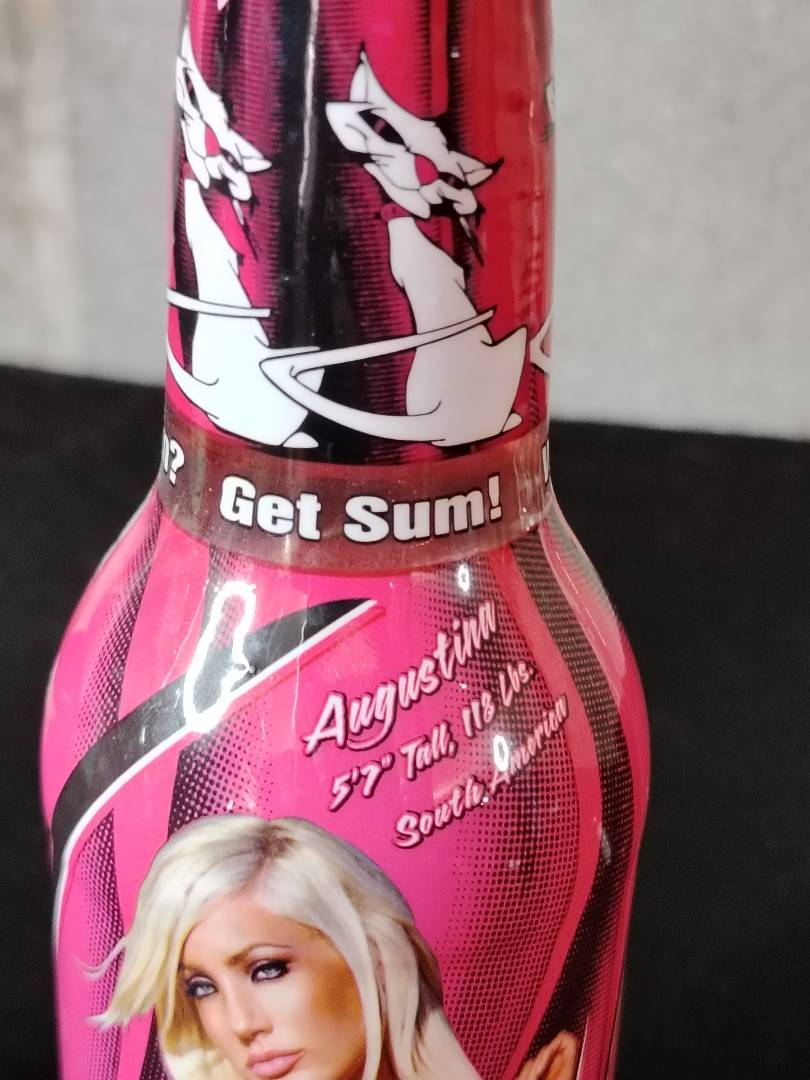 ?
Get Sum!
Augustina
5'7" Tall, 118 Lbs.
South America